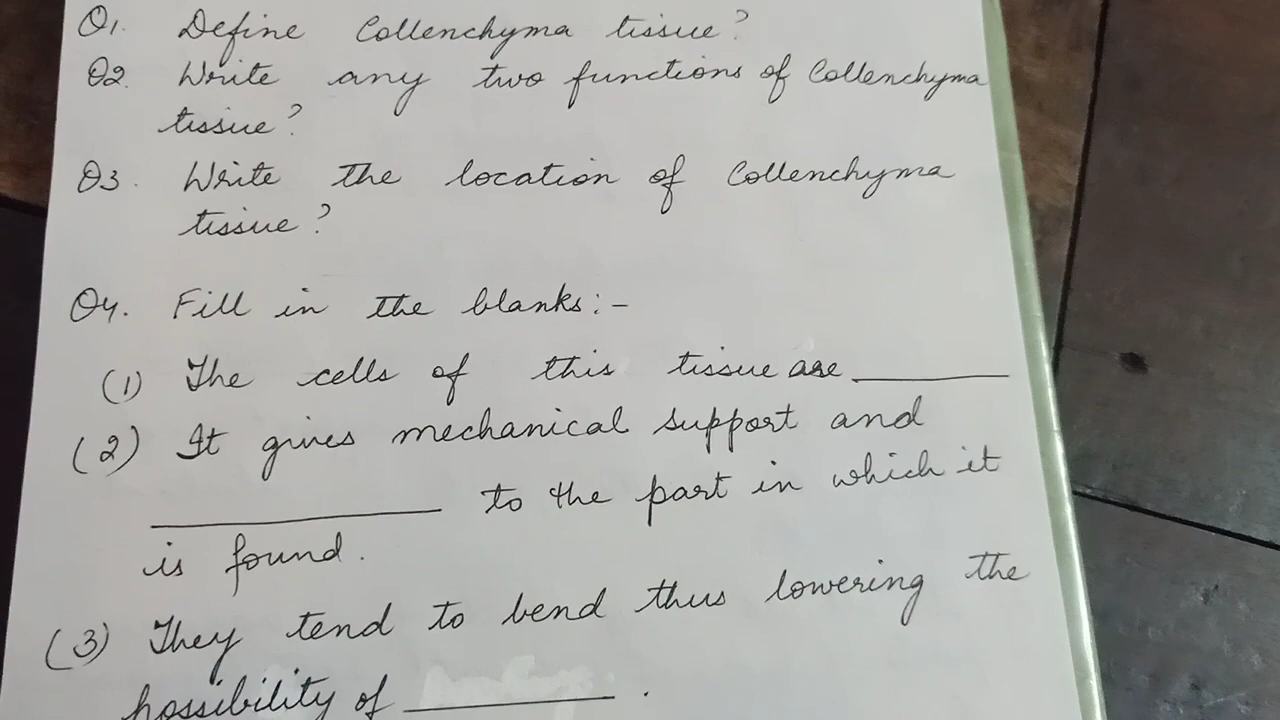 Q1. Define Collenchyma tissue?
Q2. Write any two functions of Collenchyma
tissue?
Q3. Write the location of Collenchyma
tissue?
Q4. Fill in the blanks:-
(1) The cells of this tissue are ________
(2) It gives mechanical support and
________ to the part in which it
is found.
(3) They tend to bend thus lowering the
possibility of ________.